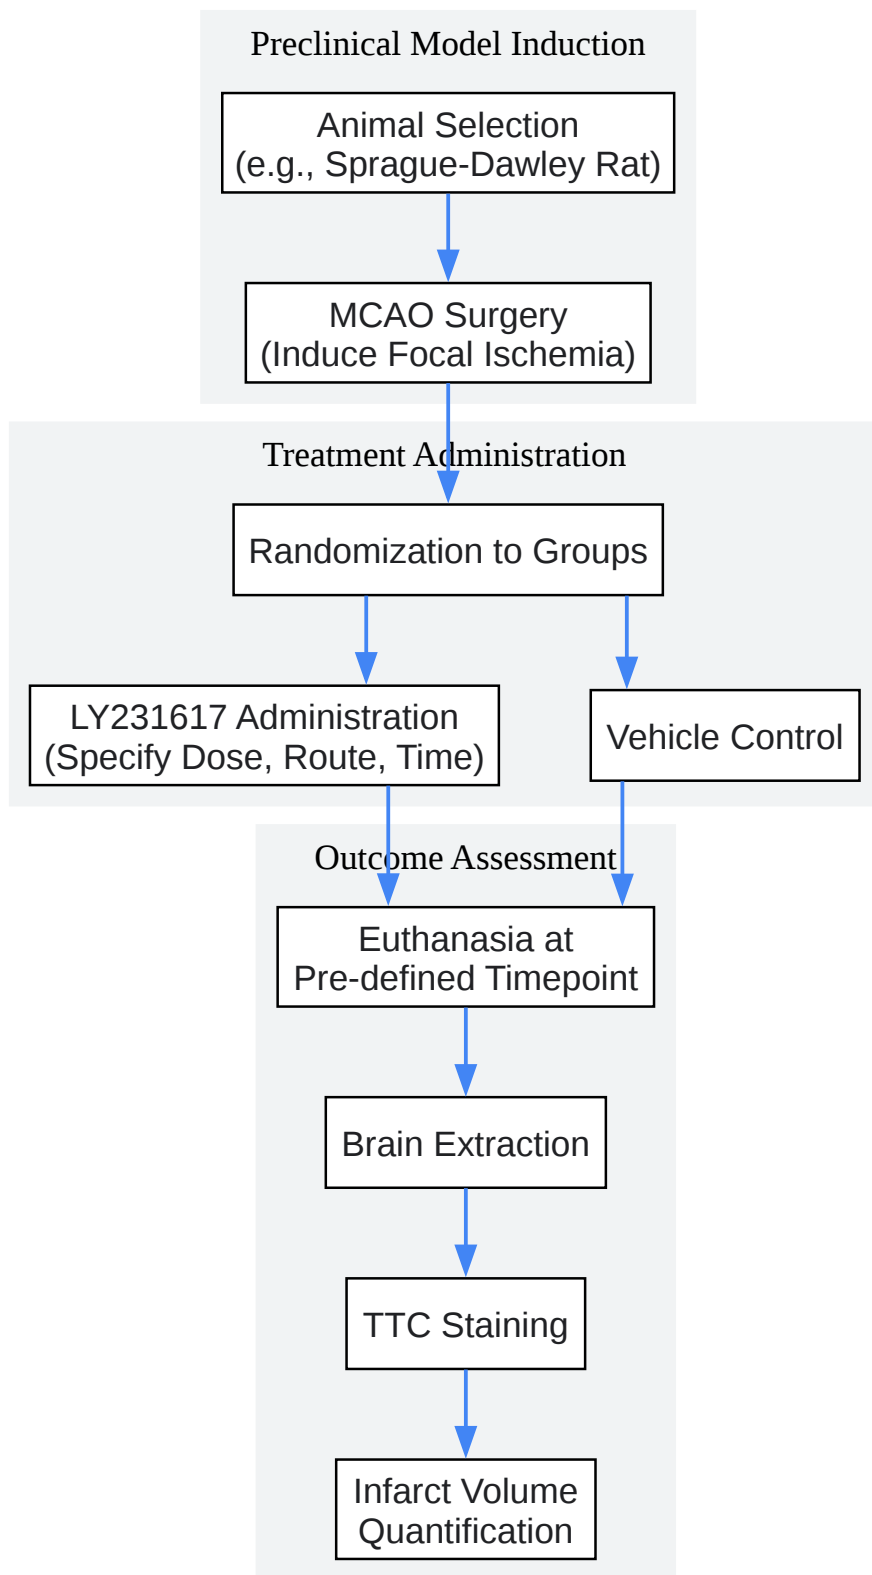 Preclinical Model Induction
Animal Selection
(e.g., Sprague-Dawley Rat)
MCAO Surgery
(Induce Focal Ischemia)
Treatment Administration
Randomization to Groups
LY231617 Administration
(Specify Dose, Route, Time)
Vehicle Control
Outcome Assessment
Euthanasia at
Pre-defined Timepoint
Brain Extraction
TTC Staining
Infarct Volume
Quantification